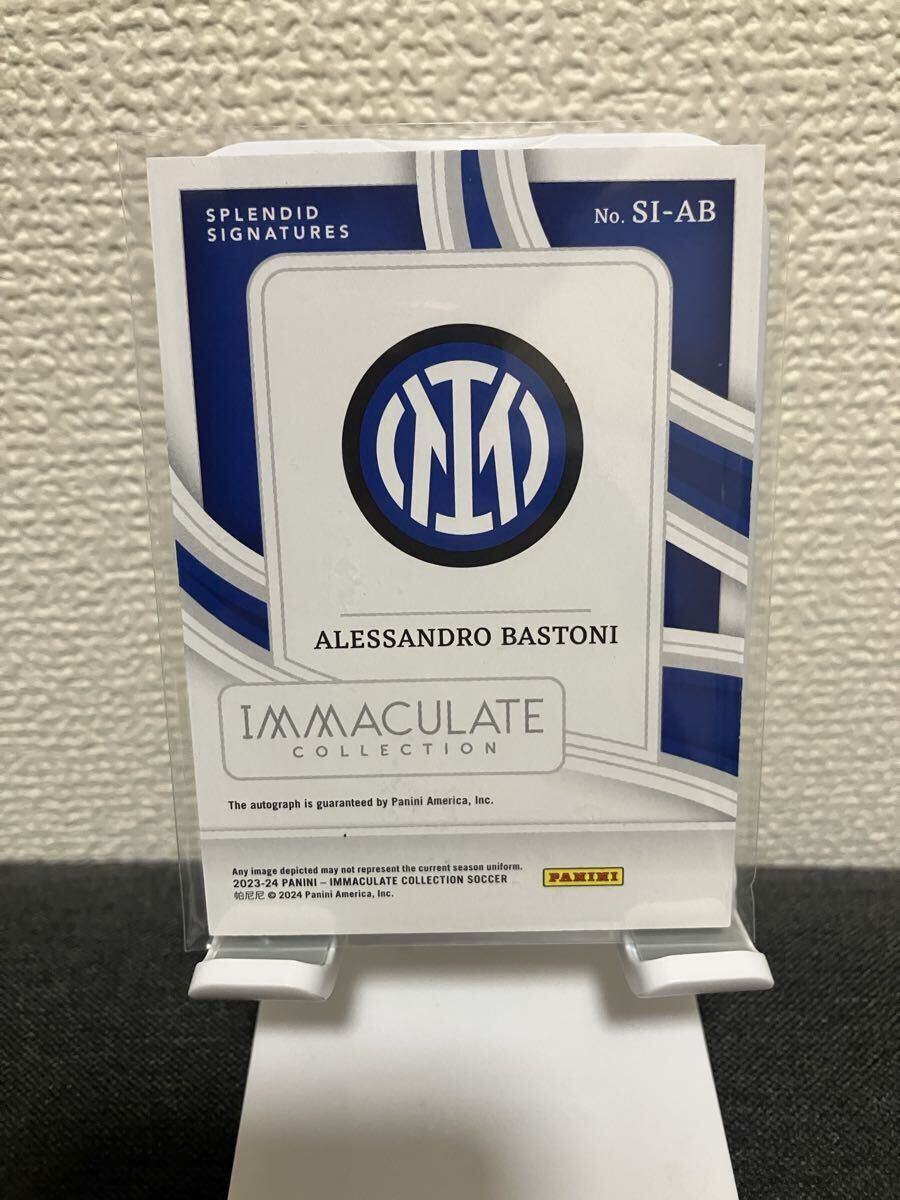 SPLENDID
SIGNATURES
No. SI-AB
IM
ALESSANDRO BASTONI
IMMACULATE
COLLECTION
The autograph is guaranteed by Panini America, Inc.
Any image depicted may not represent the current season uniform.
2023-24 PANINI – IMMACULATE COLLECTION SOCCER
帕尼尼 © 2024 Panini America, Inc.
PANINI